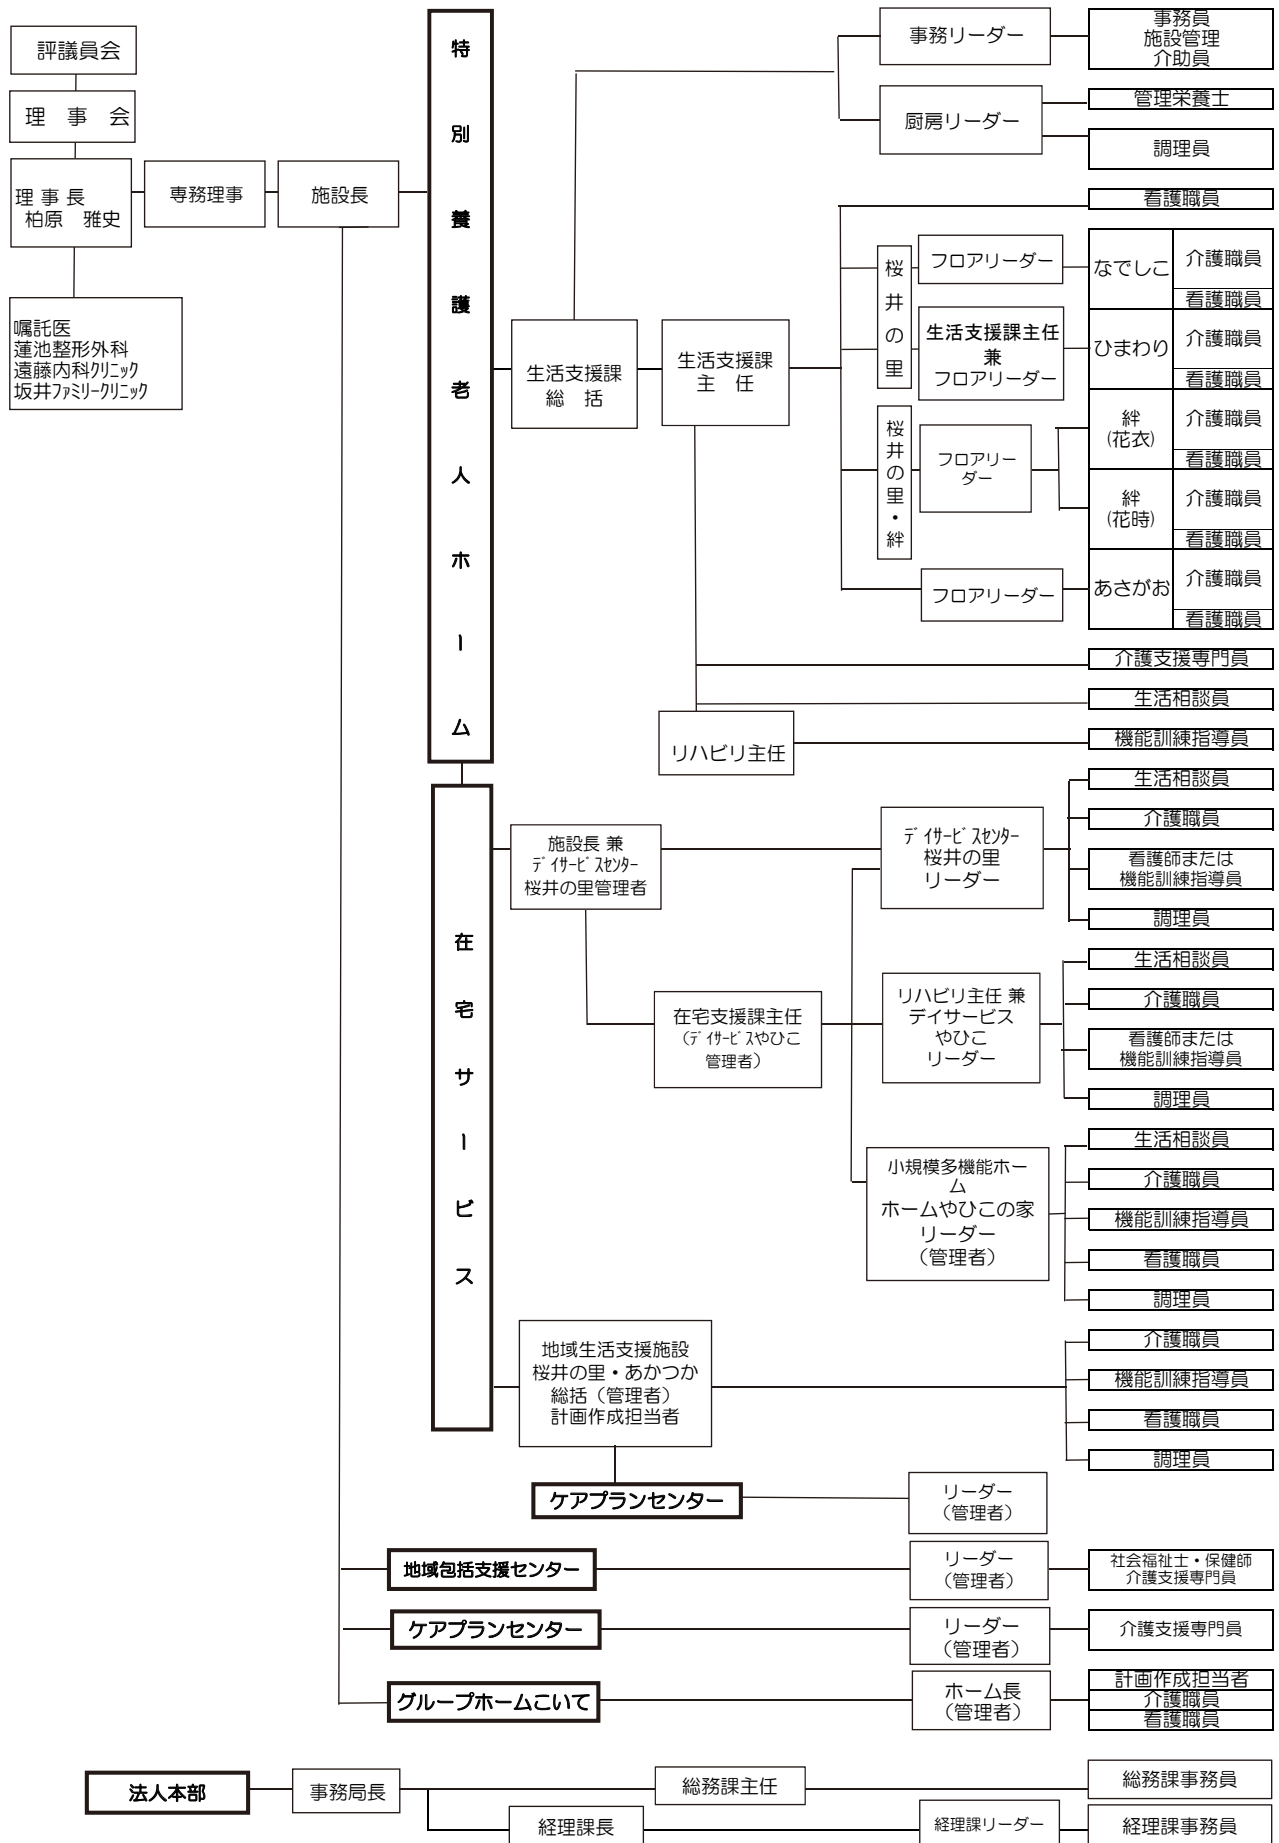 評議員会
理　事　会
理 事 長
柏原　雅史
専務理事
施設長
嘱託医
蓮池整形外科
遠藤内科ｸﾘﾆｯｸ
坂井ﾌｧﾐﾘｰｸﾘﾆｯｸ
特別養護老人ホーム
生活支援課
総　括
生活支援課
主　任
事務リーダー
事務員
施設管理
介助員
厨房リーダー
管理栄養士
調理員
看護職員
桜井の里
フロアリーダー
なでしこ
介護職員
看護職員
生活支援課主任
兼
フロアリーダー
ひまわり
介護職員
看護職員
桜井の里・絆
フロアリー
ダー
絆
(花衣)
介護職員
看護職員
絆
(花時)
介護職員
看護職員
フロアリーダー
あさがお
介護職員
看護職員
介護支援専門員
生活相談員
リハビリ主任
機能訓練指導員
在宅サービス
施設長 兼
ﾃﾞｲｻｰﾋﾞｽｾﾝﾀｰ
桜井の里管理者
ﾃﾞｲｻｰﾋﾞｽｾﾝﾀｰ
桜井の里
リーダー
生活相談員
介護職員
看護師または
機能訓練指導員
調理員
在宅支援課主任
（ﾃﾞｲｻｰﾋﾞｽやひこ
管理者）
リハビリ主任 兼
デイサービス
やひこ
リーダー
生活相談員
介護職員
看護師または
機能訓練指導員
調理員
小規模多機能ホー
ム
ホームやひこの家
リーダー
（管理者）
生活相談員
介護職員
機能訓練指導員
看護職員
調理員
地域生活支援施設
桜井の里・あかつか
総括（管理者）
計画作成担当者
介護職員
機能訓練指導員
看護職員
調理員
ケアプランセンター
リーダー
（管理者）
地域包括支援センター
リーダー
（管理者）
社会福祉士・保健師
介護支援専門員
ケアプランセンター
リーダー
（管理者）
介護支援専門員
グループホームこいて
ホーム長
（管理者）
計画作成担当者
介護職員
看護職員
法人本部
事務局長
総務課主任
総務課事務員
経理課長
経理課リーダー
経理課事務員